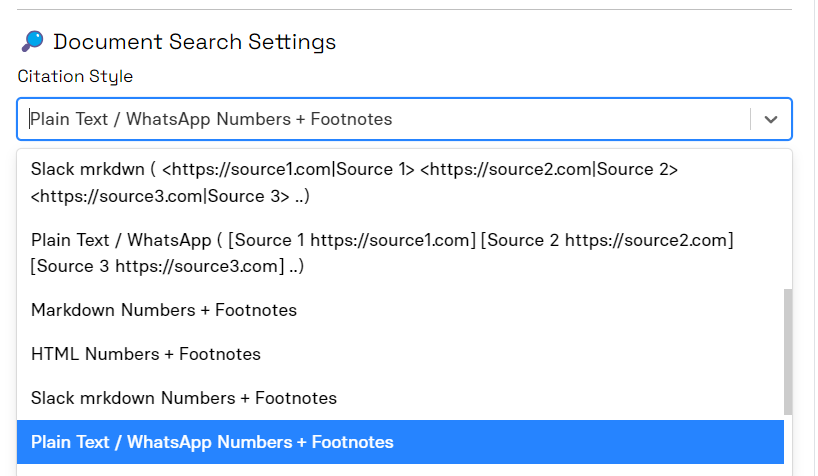 Document Search Settings
Citation Style
Plain Text / WhatsApp Numbers + Footnotes
Slack mrkdwn ( <https://source1.com|Source 1> <https://source2.com|Source 2>
<https://source3.com|Source 3> ..)
Plain Text / WhatsApp ( [Source 1 https://source1.com] [Source 2 https://source2.com]
[Source 3 https://source3.com] ..)
Markdown Numbers + Footnotes
HTML Numbers + Footnotes
Slack mrkdown Numbers + Footnotes
Plain Text / WhatsApp Numbers + Footnotes